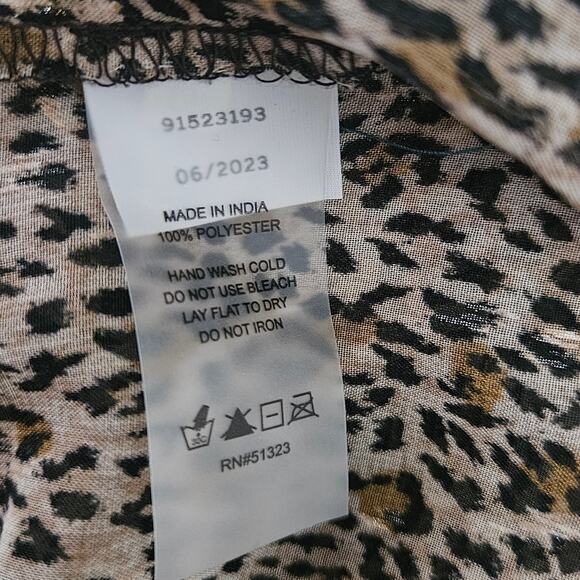 91523193
06/2023
MADE IN INDIA
100% POLYESTER
HAND WASH COLD
DO NOT USE BLEACH
LAY FLAT TO DRY
DO NOT IRON
RN#51323